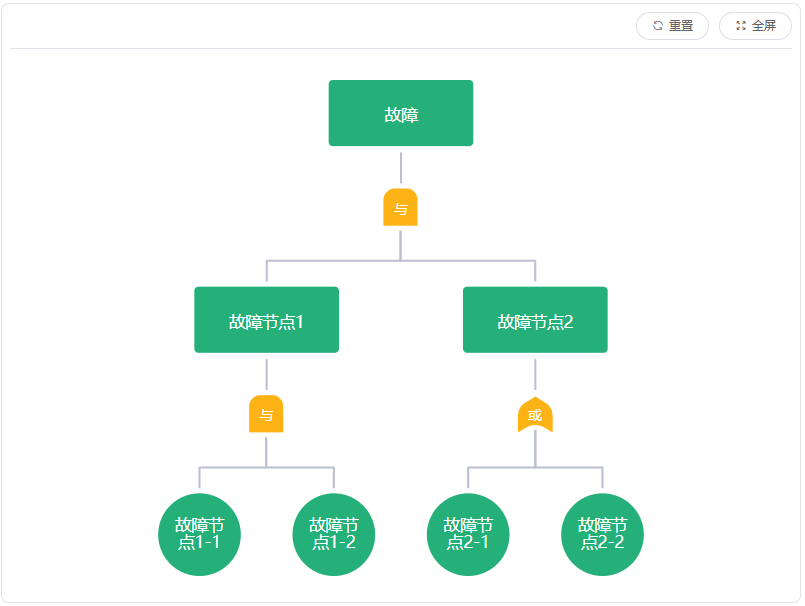 重置
全屏
故障
与
故障节点1
故障节点2
与
或
故障节
点1-1
故障节
点1-2
故障节
点2-1
故障节
点2-2